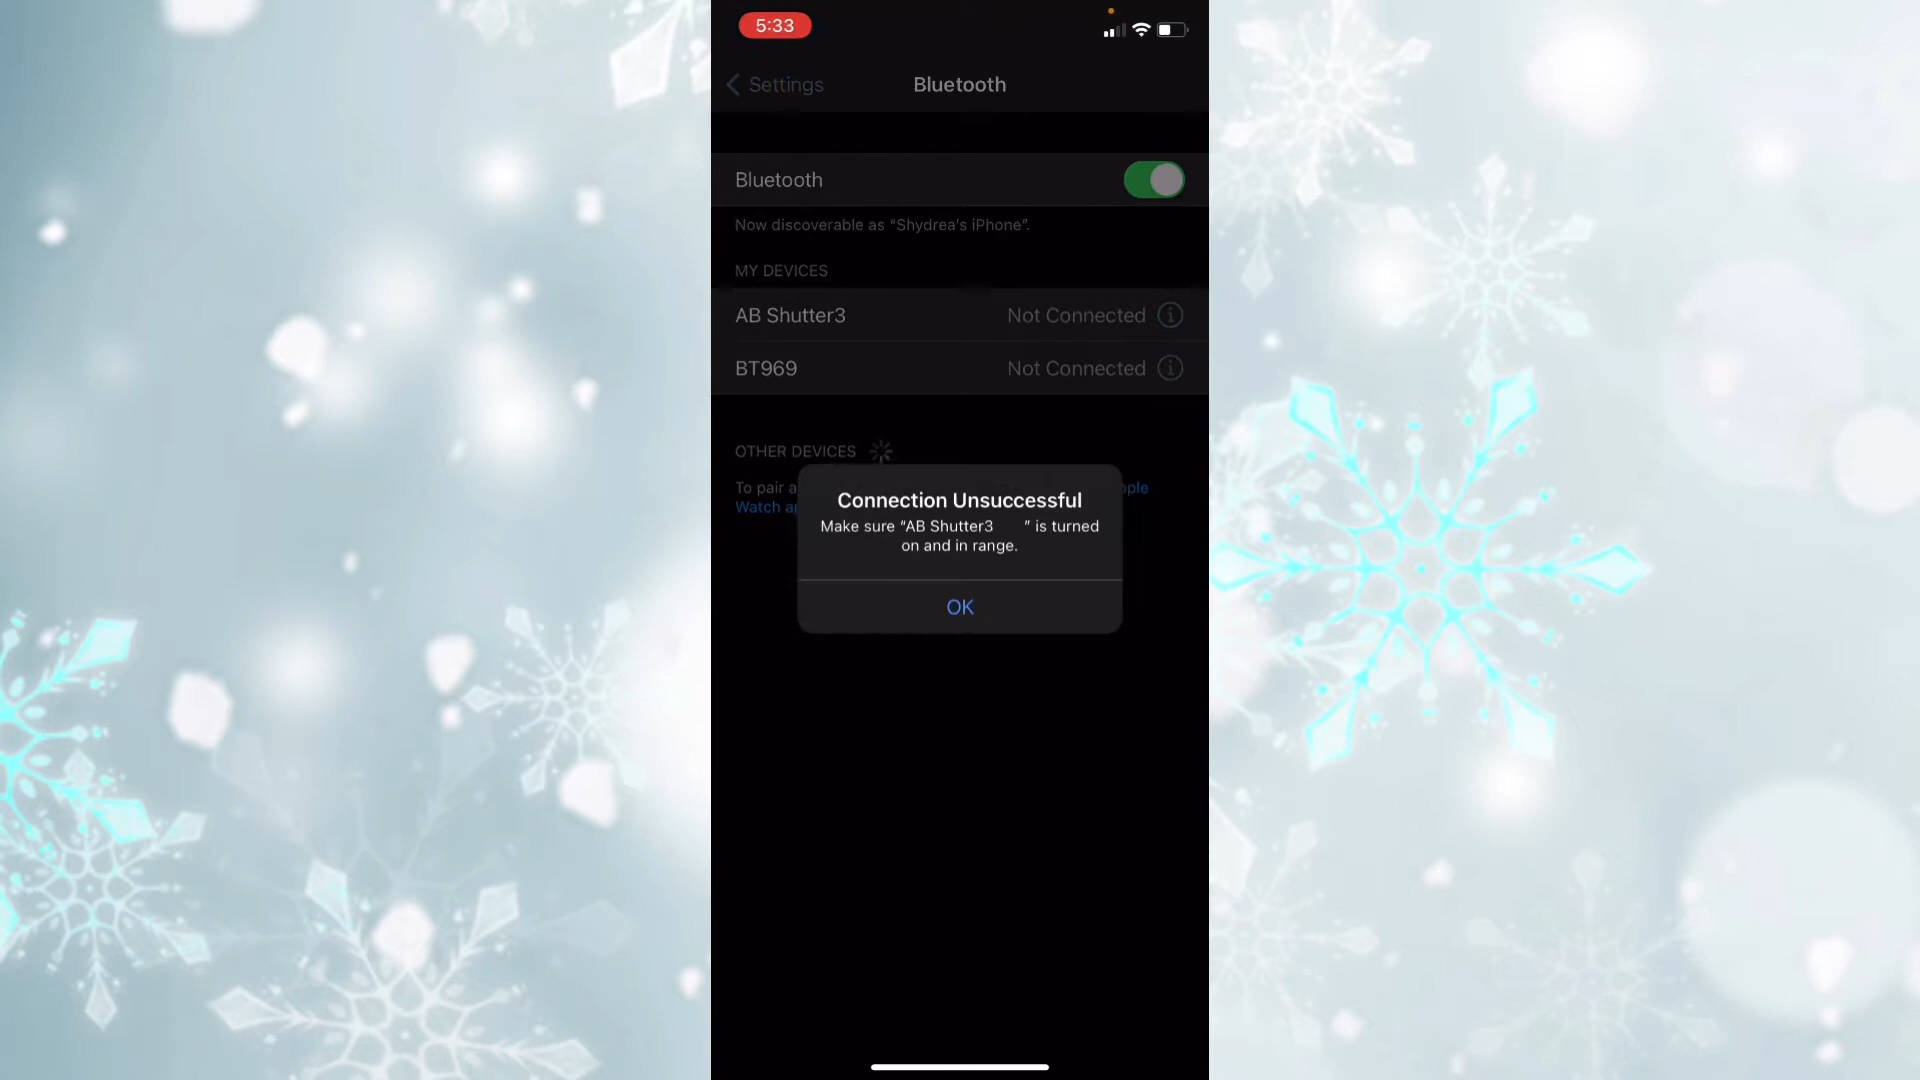 5:33
Settings
Bluetooth
Bluetooth
Now discoverable as “Shydrea’s iPhone”.
MY DEVICES
AB Shutter3 Not Connected
BT969 Not Connected
OTHER DEVICES
To pair a
Watch
Connection Unsuccessful
Make sure “AB Shutter3 ” is turned
on and in range.
OK